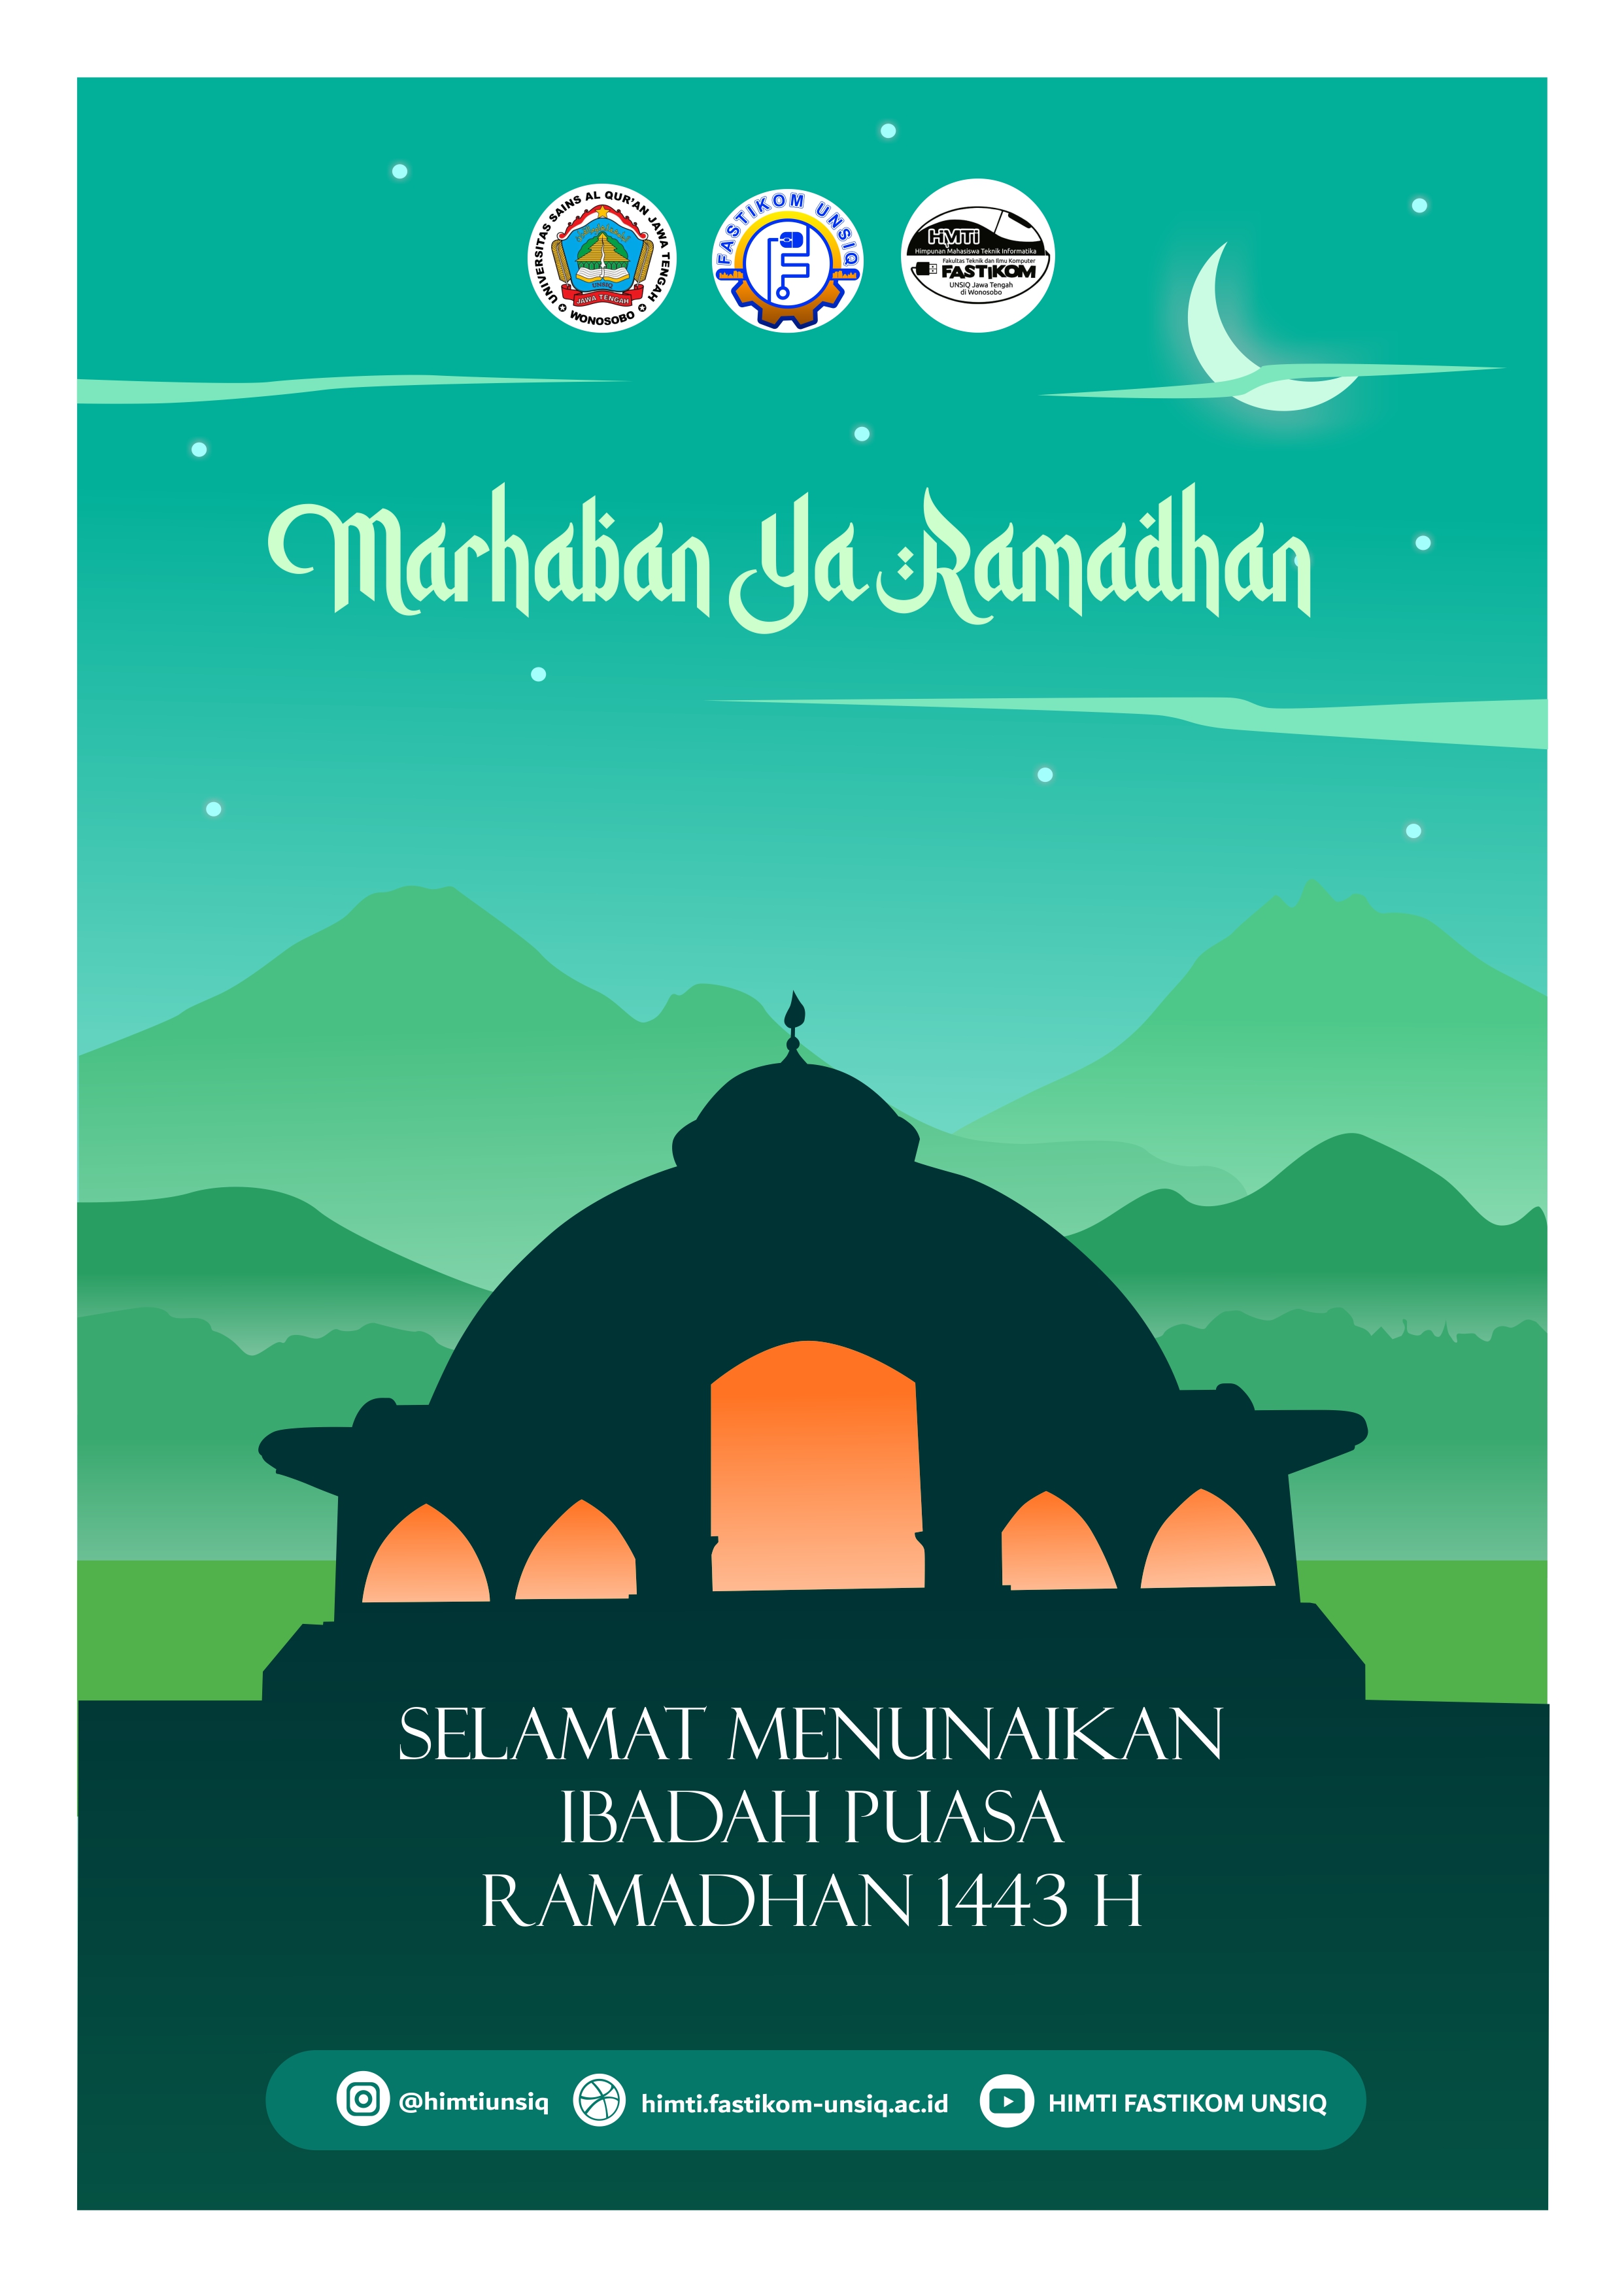 UNIVERSITAS SAINS AL QUR'AN JAWA TENGAH
UNSIQ
JAWA TENGAH
WONOSOBO
FASTIKOM UNSIQ
HMTi
Himpunan Mahasiswa Teknik Informatika
Fakultas Teknik dan Ilmu Komputer
FASTIKOM
UNSIQ Jawa Tengah
di Wonosobo
Marhaban Ya Ramadhan
SELAMAT MENUNAIKAN
IBADAH PUASA
RAMADHAN 1443 H
@himtiunsiq himti.fastikom-unsiq.ac.id HIMTI FASTIKOM UNSIQ